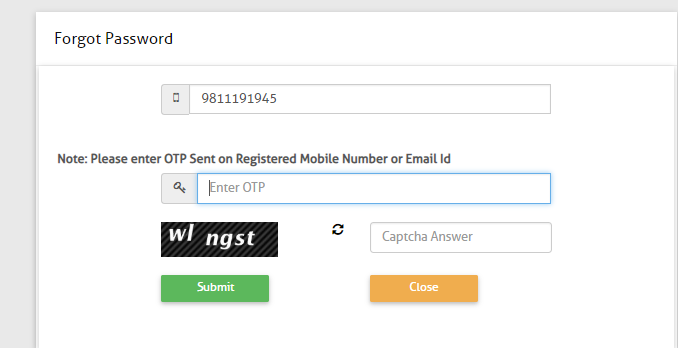 Forgot Password
9811191945
Note: Please enter OTP Sent on Registered Mobile Number or Email Id
Enter OTP
wl ngst
Captcha Answer
Submit
Close